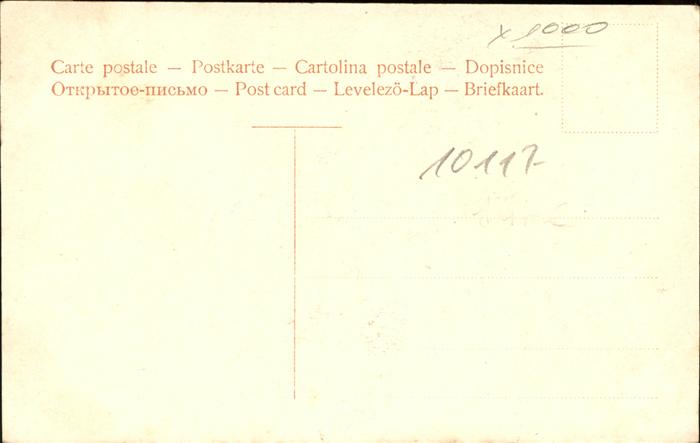 x 1000
Carte postale — Postkarte — Cartolina postale — Dopisnice
Открытое-письмо — Post card — Levelezö-Lap — Briefkaart.
10117-